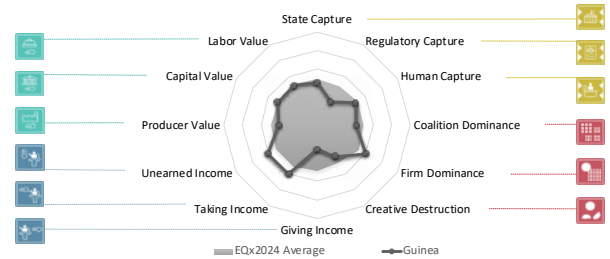 State Capture
Labor Value
Regulatory Capture
Capital Value
Human Capture
Producer Value
Coalition Dominance
Unearned Income
Firm Dominance
Taking Income
Creative Destruction
Giving Income
EQx2024 Average
Guinea